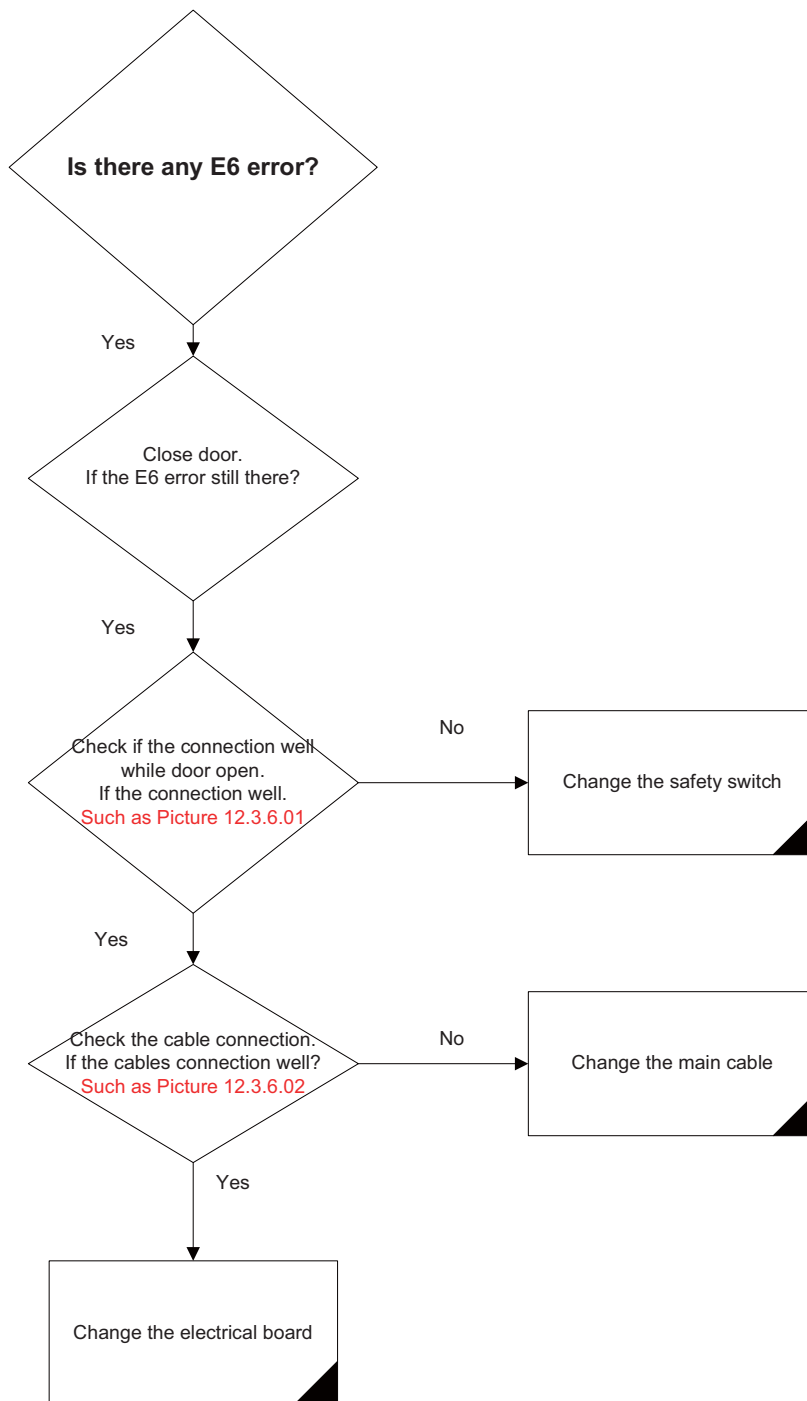 Is there any E6 error?
Yes
Close door.
If the E6 error still there?
Yes
Check if the connection well
while door open.
If the connection well.
Such as Picture 12.3.6.01
No
Change the safety switch
Yes
Check the cable connection.
If the cables connection well?
Such as Picture 12.3.6.02
No
Change the main cable
Yes
Change the electrical board